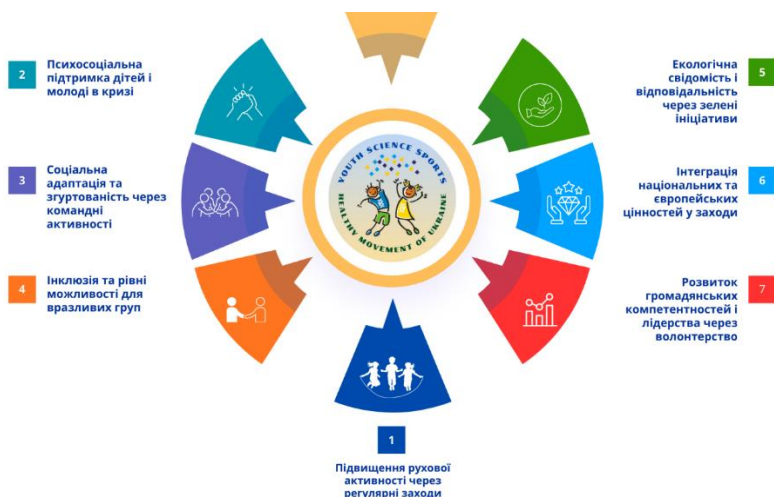 2
Психосоціальна
підтримка дітей і
молоді в кризі
3
Соціальна
адаптація та
згуртованість через
командні
активності
4
Інклюзія та рівні
можливості для
вразливих груп
YOUTH SCIENCE SPORTS
HEALTHY MOVEMENT OF UKRAINE
5
Екологічна
свідомість і
відповідальність
через зелені
ініціативи
6
Інтеграція
національних та
європейських
цінностей у заходи
7
Розвиток
громадянських
компетентностей і
лідерства через
волонтерство
1
Підвищення рухової
активності через
регулярні заходи